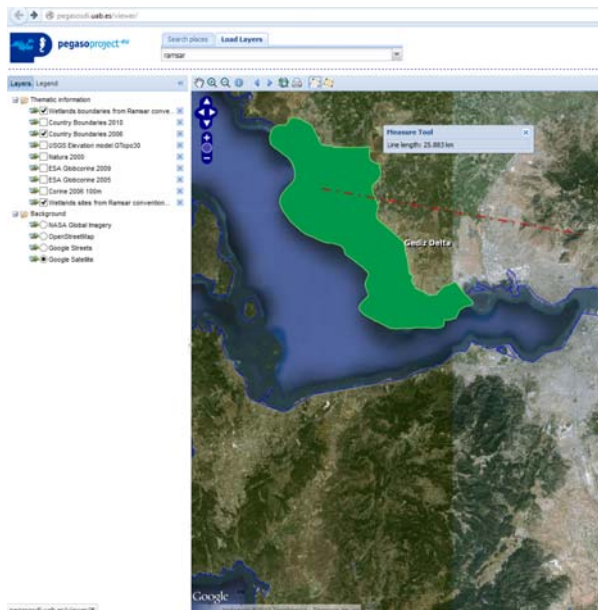 pegasosdi.uab.es/viewer/
pegasoproject.eu
Search places Load Layers
ramsar
Layers Legend
Thematic information
Wetlands boundaries from Ramsar conve...
Country Boundaries 2010
Country Boundaries 2006
USGS Elevation model GTopo30
Natura 2000
ESA Globcorine 2009
ESA Globcorine 2005
Corine 2006 100m
Wetlands sites from Ramsar convention...
Background
NASA Global Imagery
OpenStreetMap
Google Streets
Google Satellite
Measure Tool
Line length: 25.883 km
Gediz Delta
Google